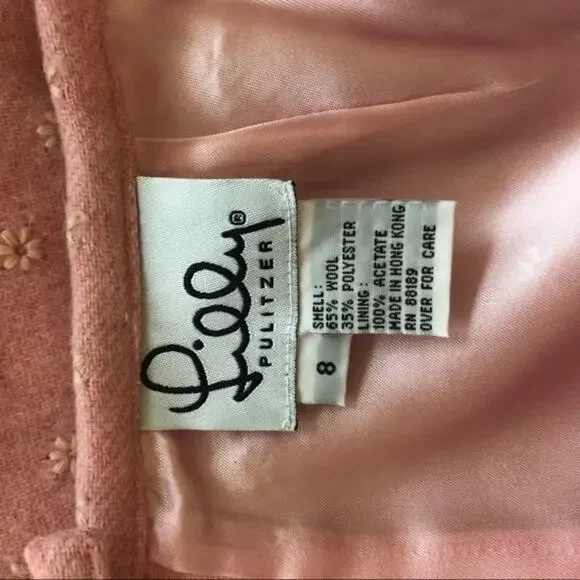 Lilly®
PULITZER
8
SHELL:
65% WOOL
35% POLYESTER
LINING:
100% ACETATE
MADE IN HONG KONG
RN 88189
OVER FOR CARE